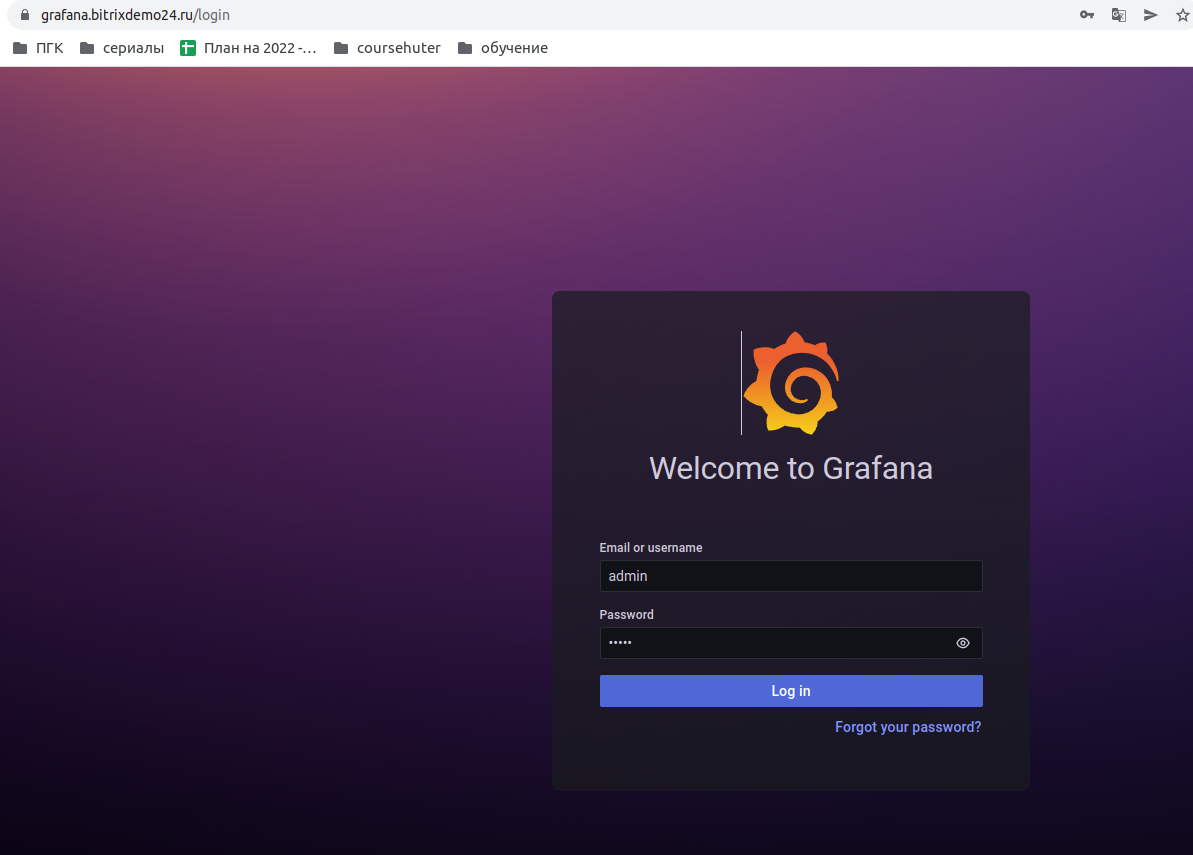 grafana.bitrixdemo24.ru/login
ПГК сериалы План на 2022 -... coursehuter обучение
Welcome to Grafana
Email or username
admin
Password
•••••
Log in
Forgot your password?